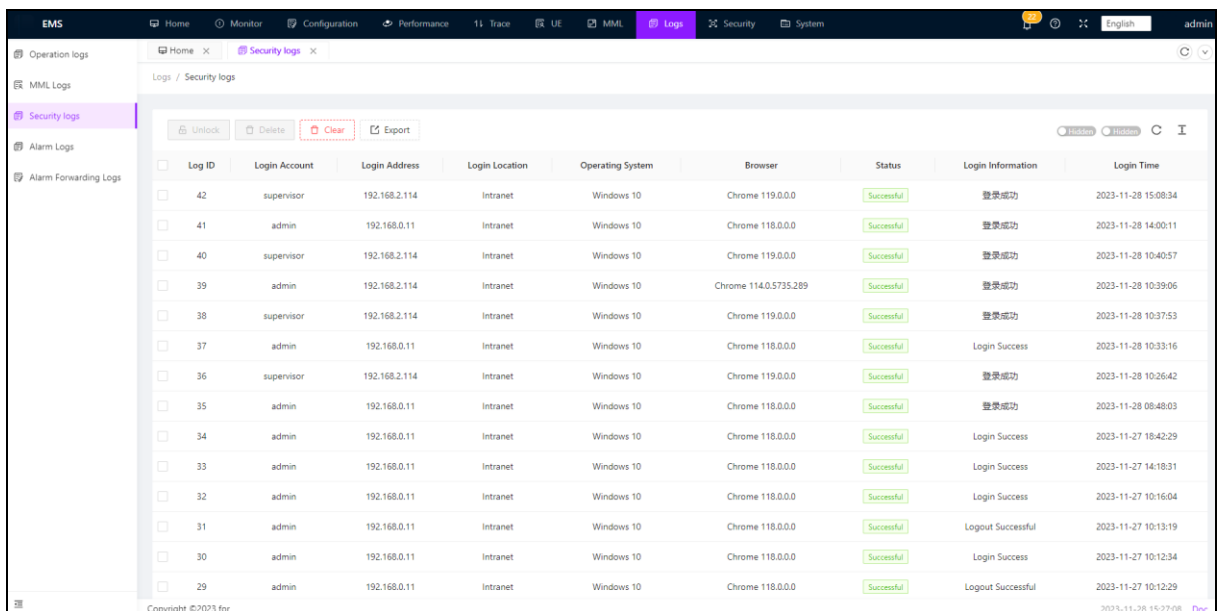 EMS Home Monitor Configuration Performance Trace UE MML Logs Security System 22 English admin
Operation logs
MML Logs
Security logs
Alarm Logs
Alarm Forwarding Logs
Home Security logs
Logs / Security logs
Unlock Delete Clear Export Hidden Hidden
Log ID Login Account Login Address Login Location Operating System Browser Status Login Information Login Time
42 supervisor 192.168.2.114 Intranet Windows 10 Chrome 119.0.0.0 Successful 登录成功 2023-11-28 15:08:34
41 admin 192.168.0.11 Intranet Windows 10 Chrome 118.0.0.0 Successful 登录成功 2023-11-28 14:00:11
40 supervisor 192.168.2.114 Intranet Windows 10 Chrome 119.0.0.0 Successful 登录成功 2023-11-28 10:40:57
39 admin 192.168.2.114 Intranet Windows 10 Chrome 114.0.5735.289 Successful 登录成功 2023-11-28 10:39:06
38 supervisor 192.168.2.114 Intranet Windows 10 Chrome 119.0.0.0 Successful 登录成功 2023-11-28 10:37:53
37 admin 192.168.0.11 Intranet Windows 10 Chrome 118.0.0.0 Successful Login Success 2023-11-28 10:33:16
36 supervisor 192.168.2.114 Intranet Windows 10 Chrome 119.0.0.0 Successful 登录成功 2023-11-28 10:26:42
35 admin 192.168.0.11 Intranet Windows 10 Chrome 118.0.0.0 Successful 登录成功 2023-11-28 08:48:03
34 admin 192.168.0.11 Intranet Windows 10 Chrome 118.0.0.0 Successful Login Success 2023-11-27 18:42:29
33 admin 192.168.0.11 Intranet Windows 10 Chrome 118.0.0.0 Successful Login Success 2023-11-27 14:18:31
32 admin 192.168.0.11 Intranet Windows 10 Chrome 118.0.0.0 Successful Login Success 2023-11-27 10:16:04
31 admin 192.168.0.11 Intranet Windows 10 Chrome 118.0.0.0 Successful Logout Successful 2023-11-27 10:13:19
30 admin 192.168.0.11 Intranet Windows 10 Chrome 118.0.0.0 Successful Login Success 2023-11-27 10:12:34
29 admin 192.168.0.11 Intranet Windows 10 Chrome 118.0.0.0 Successful Logout Successful 2023-11-27 10:12:29
Copyright ©2023 for 2023-11-28 15:27:08 Doc